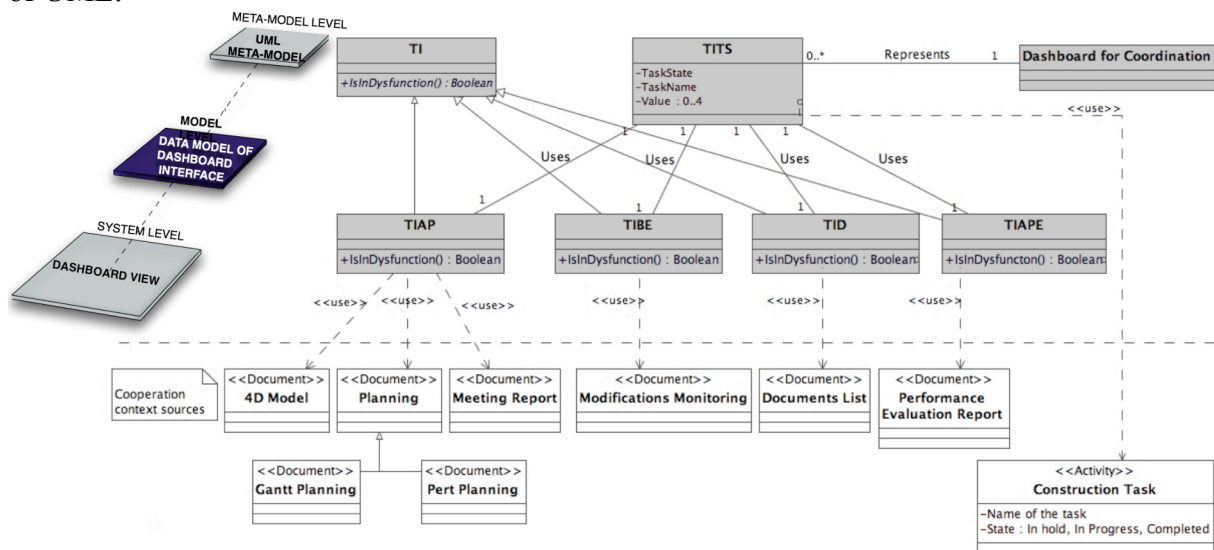 of UML.
META-MODEL LEVEL
UML
META-MODEL
MODEL
LEVEL
DATA MODEL OF
DASHBOARD
INTERFACE
SYSTEM LEVEL
DASHBOARD VIEW
TI
+IsInDysfunction() : Boolean
TITS
-TaskState
-TaskName
-Value : 0..4
0..*
Represents
1
Dashboard for Coordination
<<use>>
1
1
1
1
Uses
Uses
Uses
Uses
1
1
1
1
TIAP
+IsInDysfunction() : Boolean
TIBE
+IsInDysfunction() : Boolean
TID
+IsInDysfunction() : Boolean
TIAPE
+IsInDysfuncton() : Boolean
<<use>>
<<use>>
<<use>>
<<use>>
<<use>>
<<use>>
Cooperation
context sources
<<Document>>
4D Model
<<Document>>
Planning
<<Document>>
Meeting Report
<<Document>>
Modifications Monitoring
<<Document>>
Documents List
<<Document>>
Performance
Evaluation Report
<<Document>>
Gantt Planning
<<Document>>
Pert Planning
<<Activity>>
Construction Task
-Name of the task
-State : In hold, In Progress, Completed